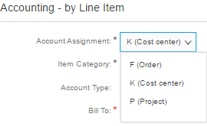 Accounting - by Line Item
Account Assignment: * K (Cost center)
Item Category: * F (Order)
K (Cost center)
Account Type:
P (Project)
Bill To: *